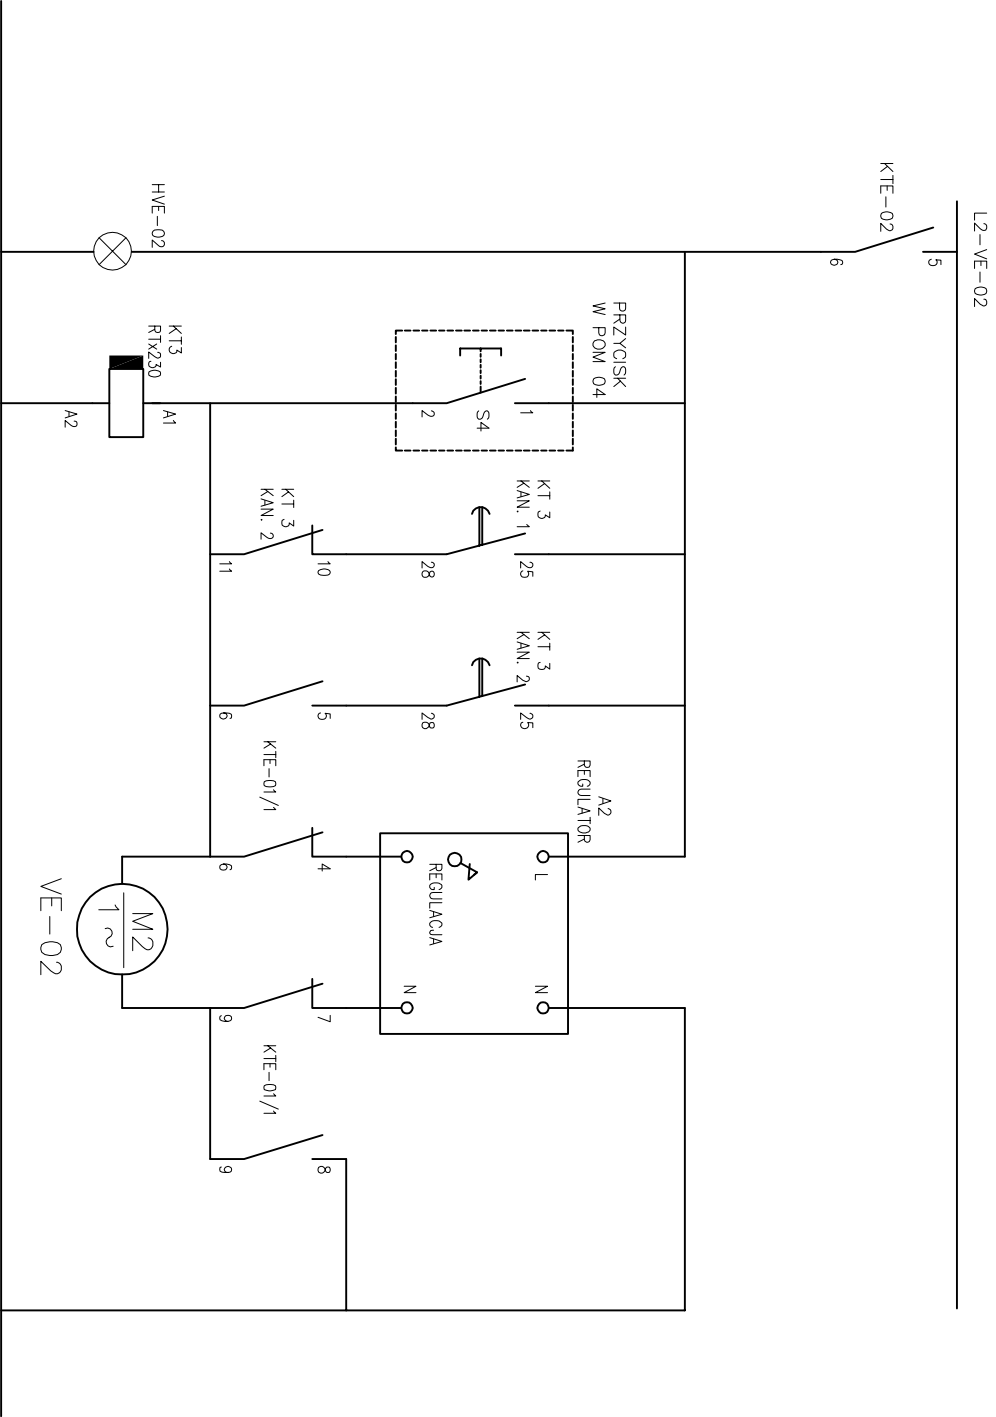 L2-VE-02
KTE-02
5
6
HVE-02
PRZYCISK
W POM 04
1
S4
2
KT3
RTx230
A1
A2
KT 3
KAN. 1
25
28
KT 3
KAN. 2
10
11
KT 3
KAN. 2
25
28
5
6
A2
REGULATOR
L
N
REGULACJA
N
KTE-01/1
4
6
7
9
KTE-01/1
8
9
M2
1 ~
VE-02